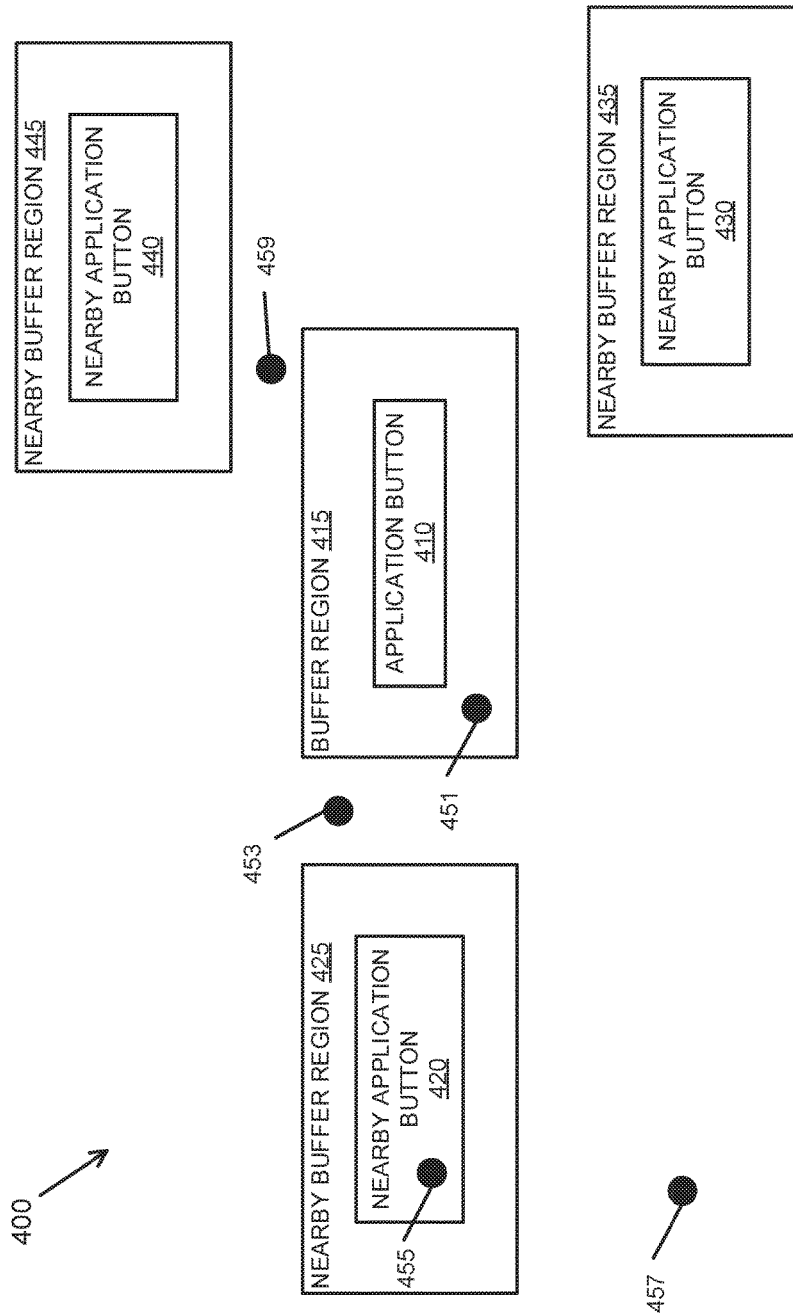 400
NEARBY BUFFER REGION 425
NEARBY APPLICATION
BUTTON
420
455
457
453
BUFFER REGION 415
APPLICATION BUTTON
410
451
NEARBY BUFFER REGION 445
NEARBY APPLICATION
BUTTON
440
459
NEARBY BUFFER REGION 435
NEARBY APPLICATION
BUTTON
430